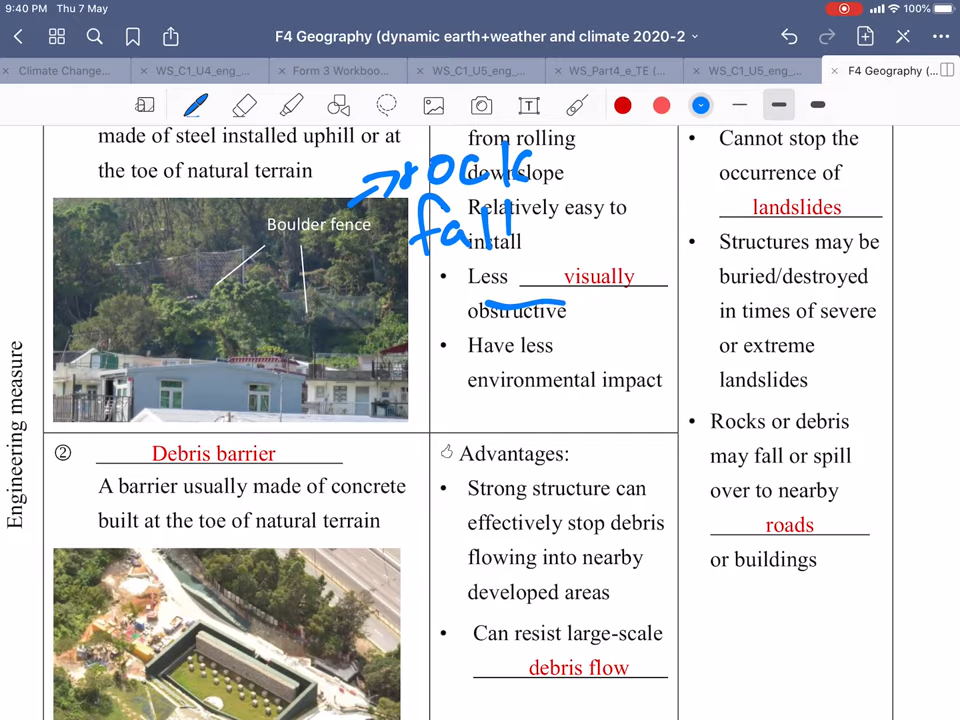 9:40 PM Thu 7 May
100%
F4 Geography (dynamic earth+weather and climate 2020-2
Climate Change...
WS_C1_U4_eng_...
Form 3 Workboo...
WS_C1_U5_eng_...
WS_Part4_e_TE (...
WS_C1_U5_eng_...
F4 Geography (...
T
Engineering measure
made of steel installed uphill or at
the toe of natural terrain
Boulder fence
rock
fall
② Debris barrier
A barrier usually made of concrete
built at the toe of natural terrain
from rolling
downslope
Relatively easy to
install
• Less visually
obstructive
• Have less
environmental impact
Advantages:
• Strong structure can
effectively stop debris
flowing into nearby
developed areas
• Can resist large-scale
debris flow
• Cannot stop the
occurrence of
landslides
• Structures may be
buried/destroyed
in times of severe
or extreme
landslides
• Rocks or debris
may fall or spill
over to nearby
roads
or buildings